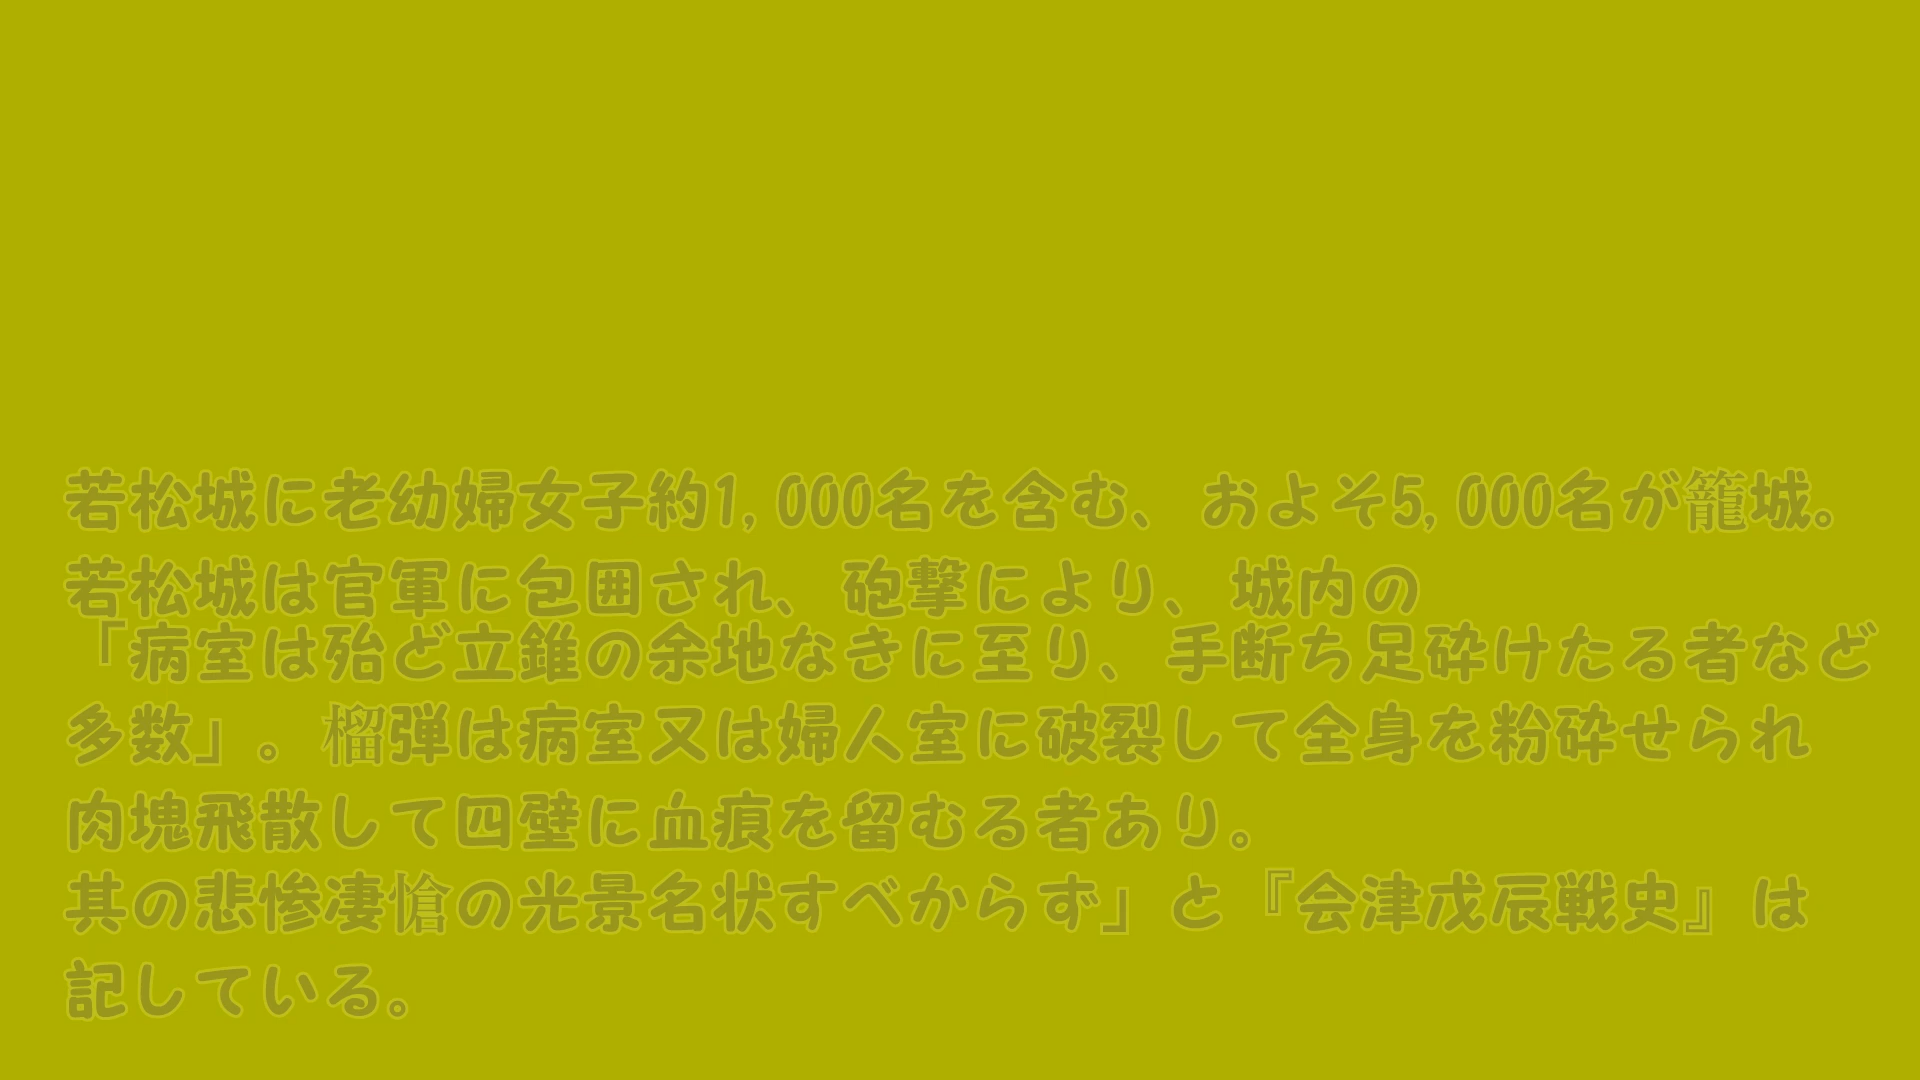 若松城に老幼婦女子約1,000名を含む、およそ5,000名が籠城。
若松城は官軍に包囲され、砲撃により、城内の
「病室は殆ど立錐の余地なきに至り、手断ち足砕けたる者など
多数」。榴弾は病室又は婦人室に破裂して全身を粉砕せられ
肉塊飛散して四壁に血痕を留むる者あり。
其の悲惨凄愴の光景名状すべからず」と『会津戊辰戦史』は
記している。